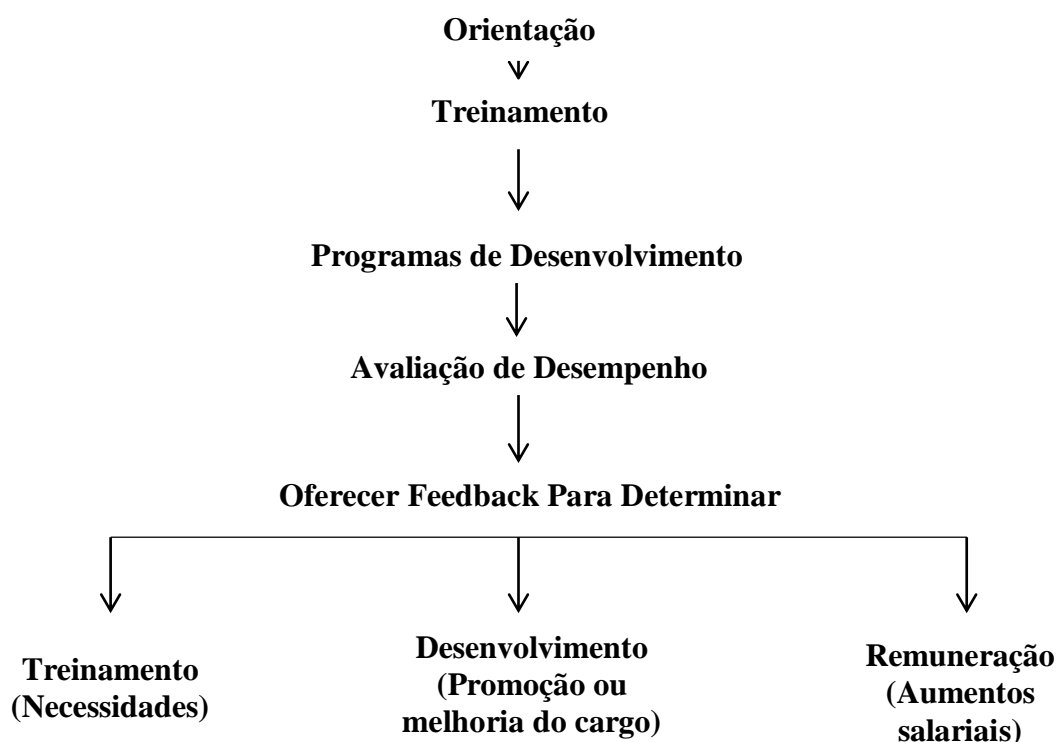 Orientação
Treinamento
Programas de Desenvolvimento
Avaliação de Desempenho
Oferecer Feedback Para Determinar
Treinamento
(Necessidades)
Desenvolvimento
(Promoção ou
melhoria do cargo)
Remuneração
(Aumentos
salariais)